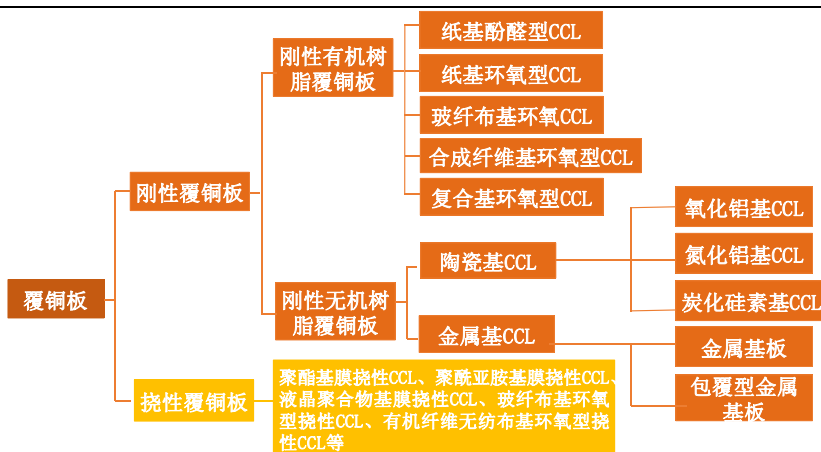 覆铜板
刚性覆铜板
刚性有机树
脂覆铜板
纸基酚醛型CCL
纸基环氧型CCL
玻纤布基环氧CCL
合成纤维基环氧型CCL
复合基环氧型CCL
刚性无机树
脂覆铜板
陶瓷基CCL
氧化铝基CCL
氮化铝基CCL
炭化硅素基CCL
金属基CCL
金属基板
包覆型金属
基板
挠性覆铜板
聚酯基膜挠性CCL、聚酰亚胺基膜挠性CCL、
液晶聚合物基膜挠性CCL、玻纤布基环氧
型挠性CCL、有机纤维无纺布基环氧型挠
性CCL等